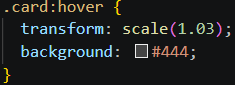 .card:hover {
  transform: scale(1.03);
  background: #444;
}